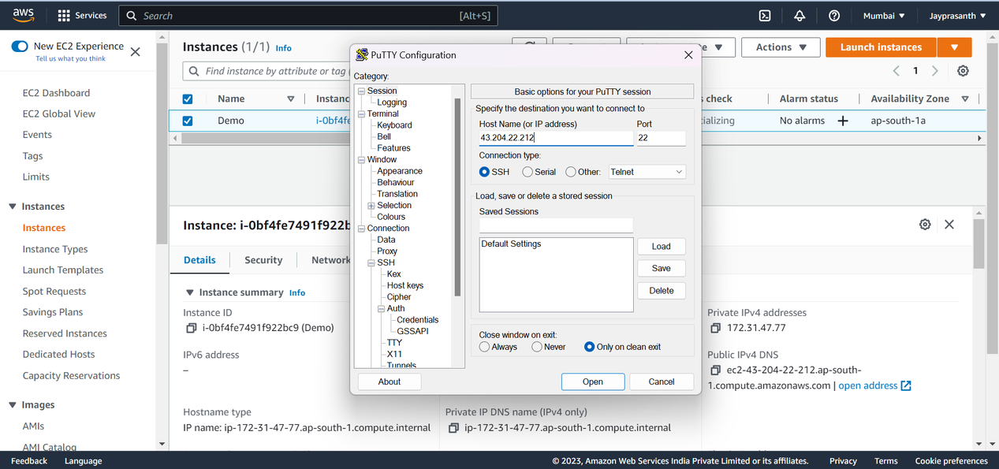 aws
Services
Search
[Alt+S]
Mumbai
Jayprasanth
New EC2 Experience
Tell us what you think
EC2 Dashboard
EC2 Global View
Events
Tags
Limits
Instances
Instances
Instance Types
Launch Templates
Spot Requests
Savings Plans
Reserved Instances
Dedicated Hosts
Capacity Reservations
Images
AMIs
AMI Catalog
Instances (1/1) Info
Actions
Launch instances
Find instance by attribute or tag (
1
Name
Instanc
s check
Alarm status
Availability Zone
Demo
i-0bf4fe
ializing
No alarms
ap-south-1a
Instance: i-0bf4fe7491f922b
Details
Security
Network
Instance summary Info
Instance ID
i-0bf4fe7491f922bc9 (Demo)
IPv6 address
–
Hostname type
IP name: ip-172-31-47-77.ap-south-1.compute.internal
Private IP DNS name (IPv4 only)
ip-172-31-47-77.ap-south-1.compute.internal
Private IPv4 addresses
172.31.47.77
Public IPv4 DNS
ec2-43-204-22-212.ap-south-
1.compute.amazonaws.com | open address
PuTTY Configuration
Category:
Session
Logging
Terminal
Keyboard
Bell
Features
Window
Appearance
Behaviour
Translation
Selection
Colours
Connection
Data
Proxy
SSH
Kex
Host keys
Cipher
Auth
Credentials
GSSAPI
TTY
X11
Tunnels
Basic options for your PuTTY session
Specify the destination you want to connect to
Host Name (or IP address)
Port
43.204.22.212
22
Connection type:
SSH
Serial
Other:
Telnet
Load, save or delete a stored session
Saved Sessions
Default Settings
Load
Save
Delete
Close window on exit:
Always
Never
Only on clean exit
About
Open
Cancel
Feedback
Language
© 2023, Amazon Web Services India Private Limited or its affiliates.
Privacy
Terms
Cookie preferences